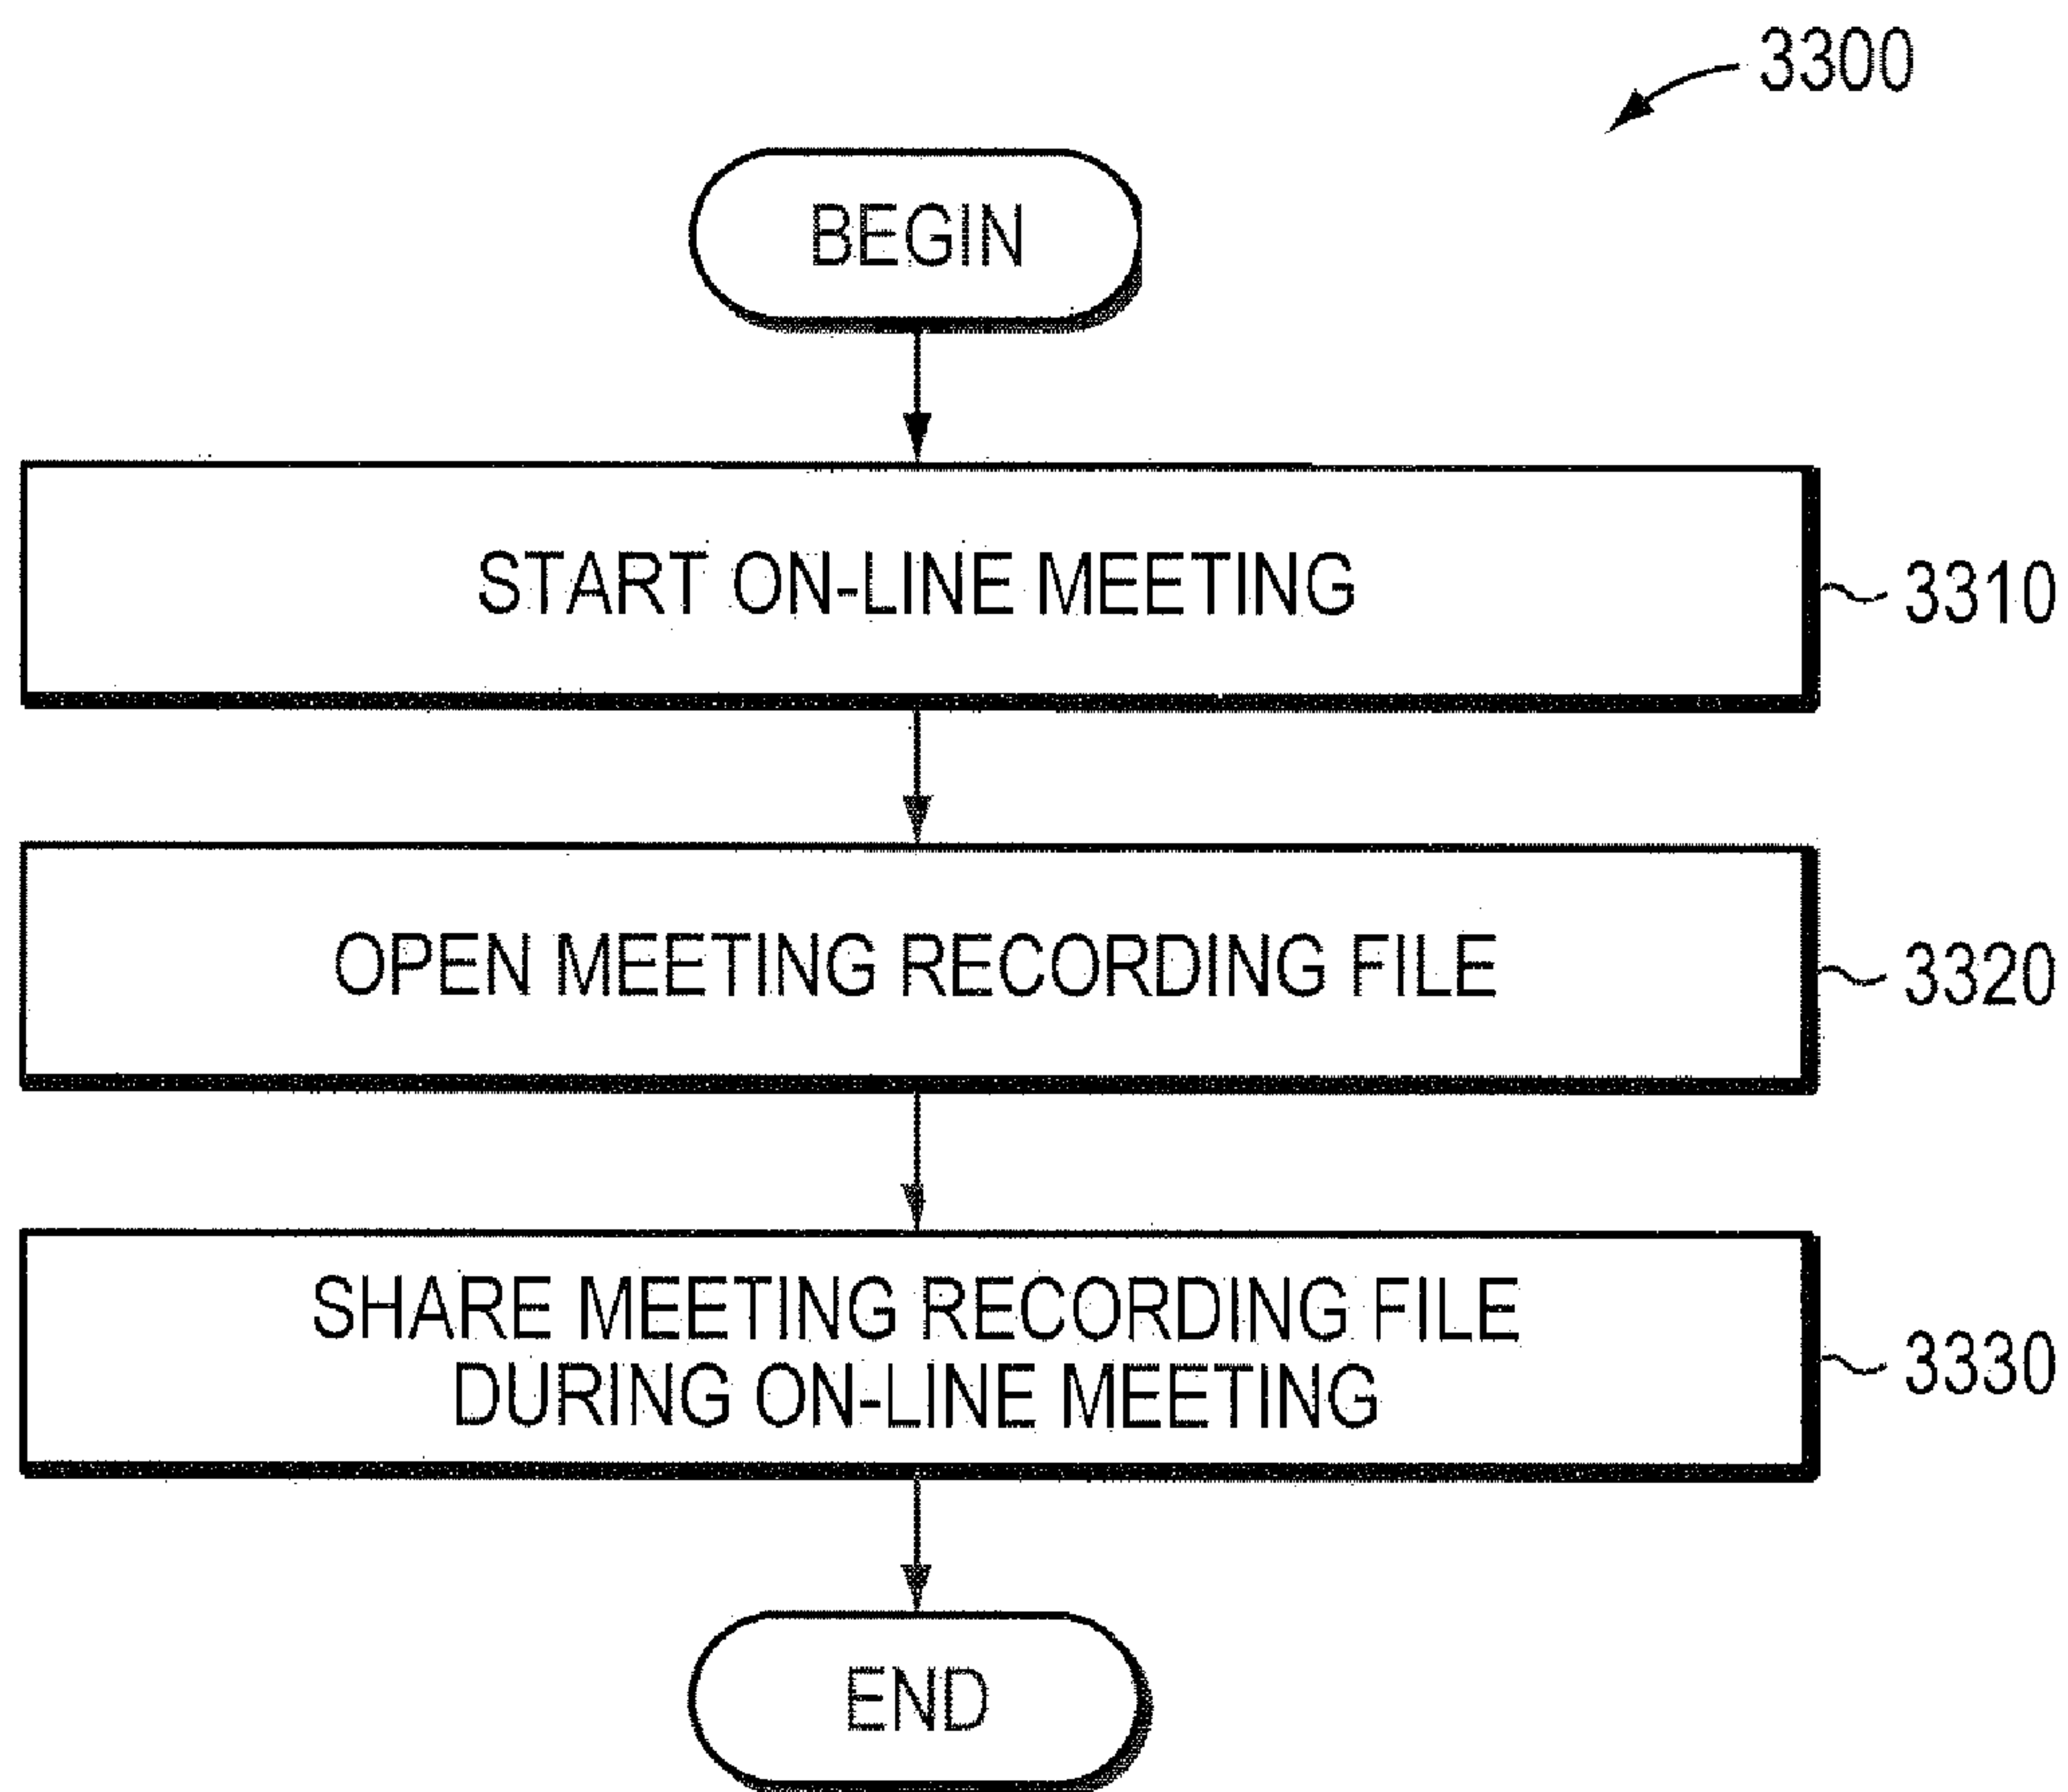 3300
BEGIN
START ON-LINE MEETING
3310
OPEN MEETING RECORDING FILE
3320
SHARE MEETING RECORDING FILE
DURING ON-LINE MEETING
3330
END